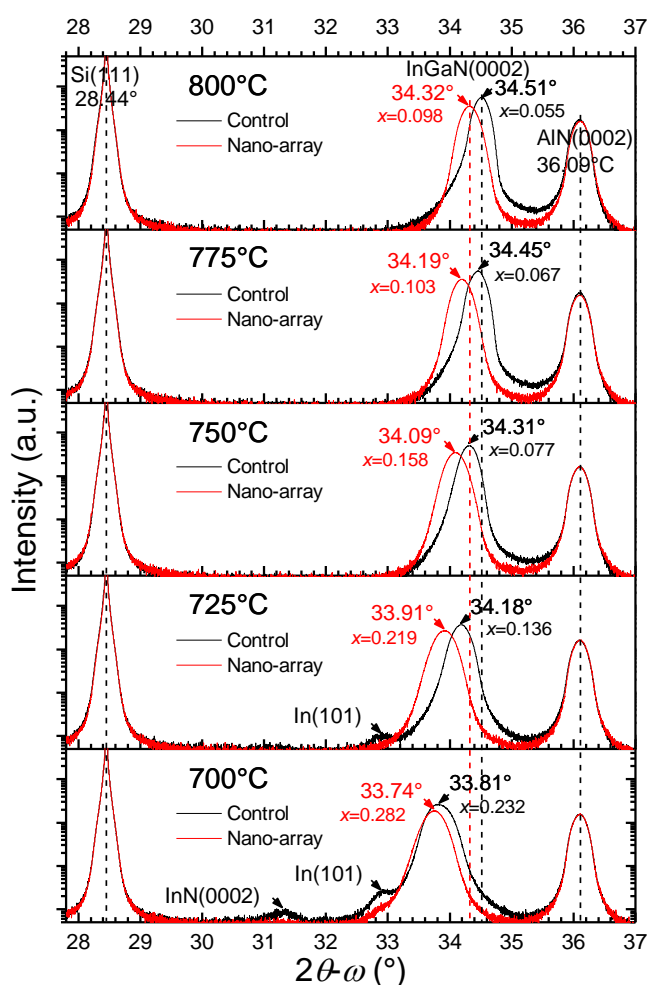 28 29 30 31 32 33 34 35 36 37
Si(111)
28.44°
800°C
Control
Nano-array
InGaN(0002)
34.32°
x=0.098
34.51°
x=0.055
AlN(0002)
36.09°C
775°C
Control
Nano-array
34.19°
x=0.103
34.45°
x=0.067
750°C
Control
Nano-array
34.09°
x=0.158
34.31°
x=0.077
725°C
Control
Nano-array
33.91°
x=0.219
34.18°
x=0.136
In(101)
700°C
Control
Nano-array
33.74°
x=0.282
33.81°
x=0.232
InN(0002)
In(101)
28 29 30 31 32 33 34 35 36 37
2θ-ω (°)
Intensity (a.u.)